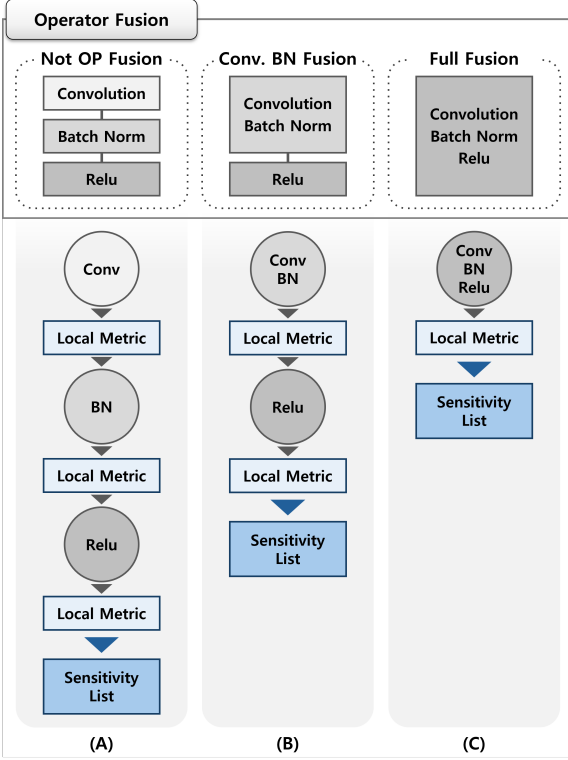 Operator Fusion
Not OP Fusion
Convolution
Batch Norm
Relu
Conv. BN Fusion
Convolution
Batch Norm
Relu
Full Fusion
Convolution
Batch Norm
Relu
Conv
Local Metric
BN
Local Metric
Relu
Local Metric
Sensitivity
List
(A)
Conv
BN
Local Metric
Relu
Local Metric
Sensitivity
List
(B)
Conv
BN
Relu
Local Metric
Sensitivity
List
(C)